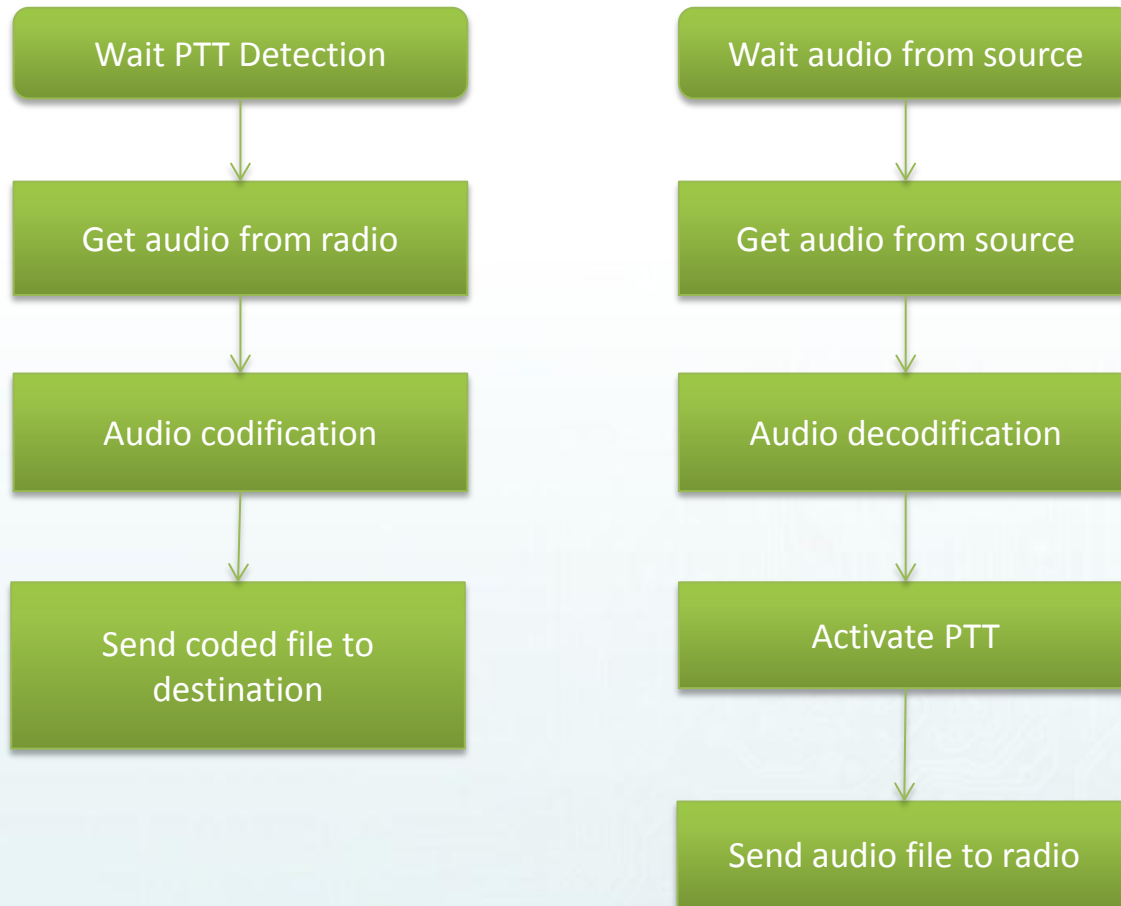 Wait PTT Detection
Get audio from radio
Audio codification
Send coded file to
destination
Wait audio from source
Get audio from source
Audio decodification
Activate PTT
Send audio file to radio